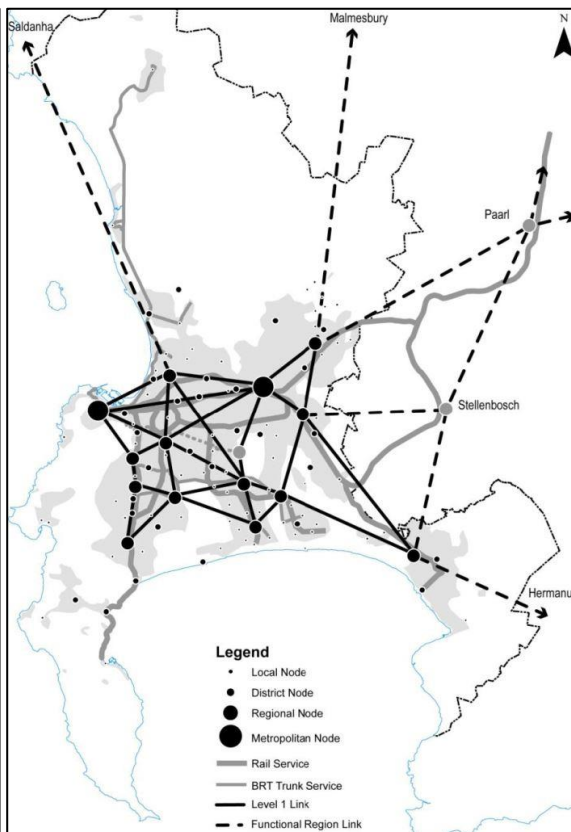 Saldanha
Malmesbury
N
Paarl
Stellenbosch
Hermanu
Legend
Local Node
District Node
Regional Node
Metropolitan Node
Rail Service
BRT Trunk Service
Level 1 Link
Functional Region Link